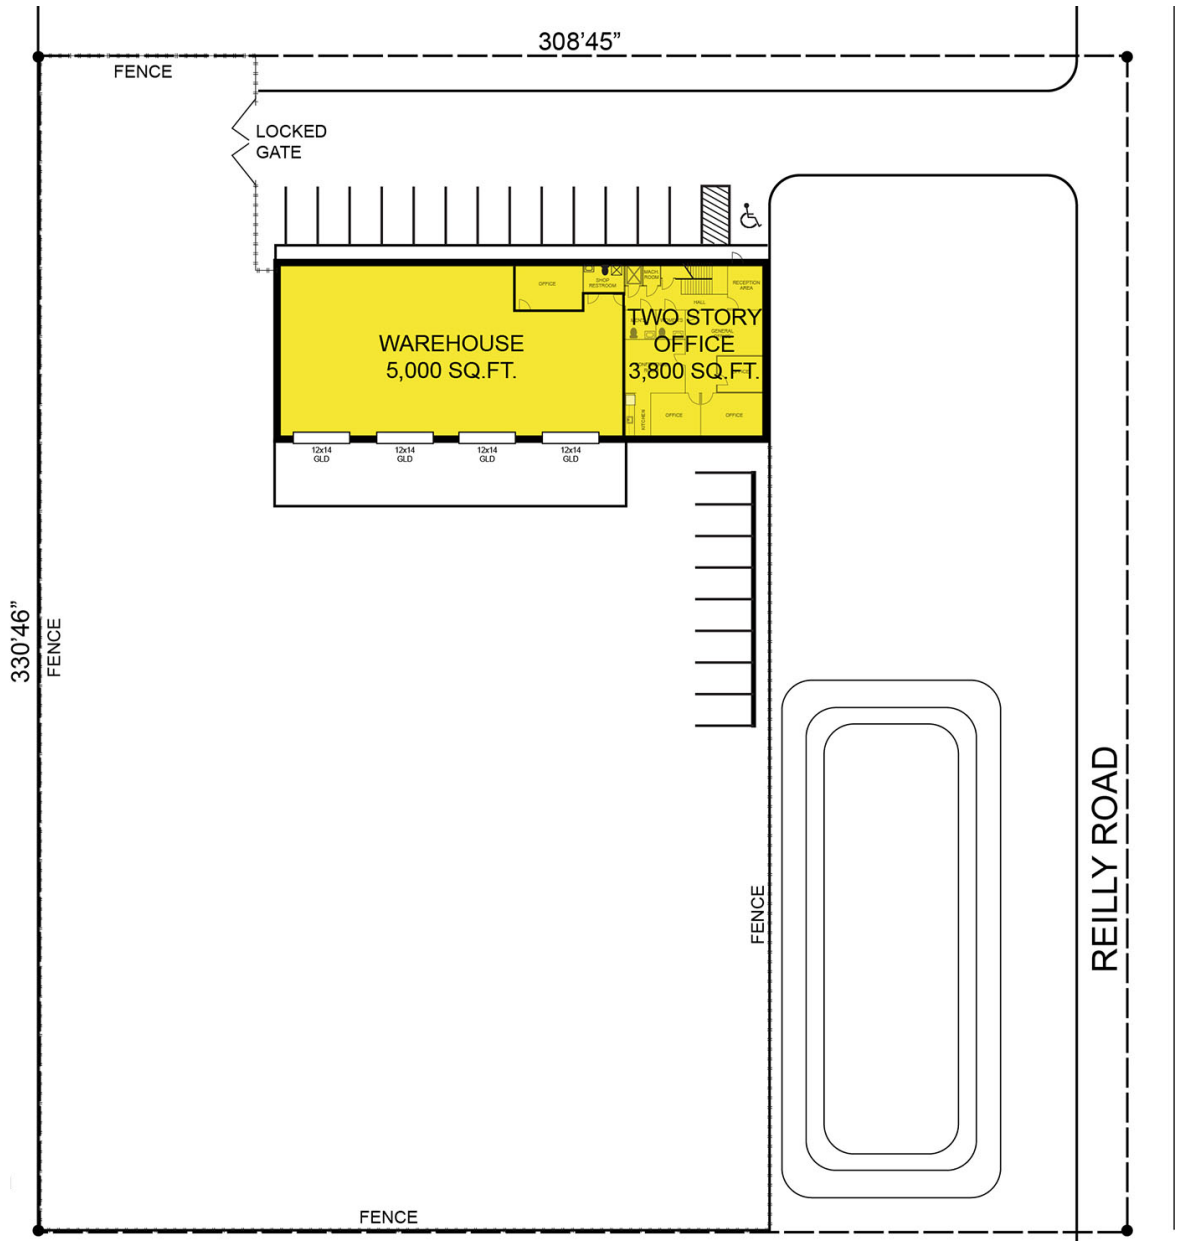 308'45”
FENCE
LOCKED
GATE
OFFICE
SHOP
RESTROOM
MACH.
ROOM
RECEPTION
AREA
HALL
WAREHOUSE
5,000 SQ.FT.
TWO STORY
OFFICE
3,800 SQ.FT.
GENERAL
KITCHEN
OFFICE
OFFICE
12x14
GLD
12x14
GLD
12x14
GLD
12x14
GLD
330'46”
FENCE
REILLY ROAD
FENCE
FENCE